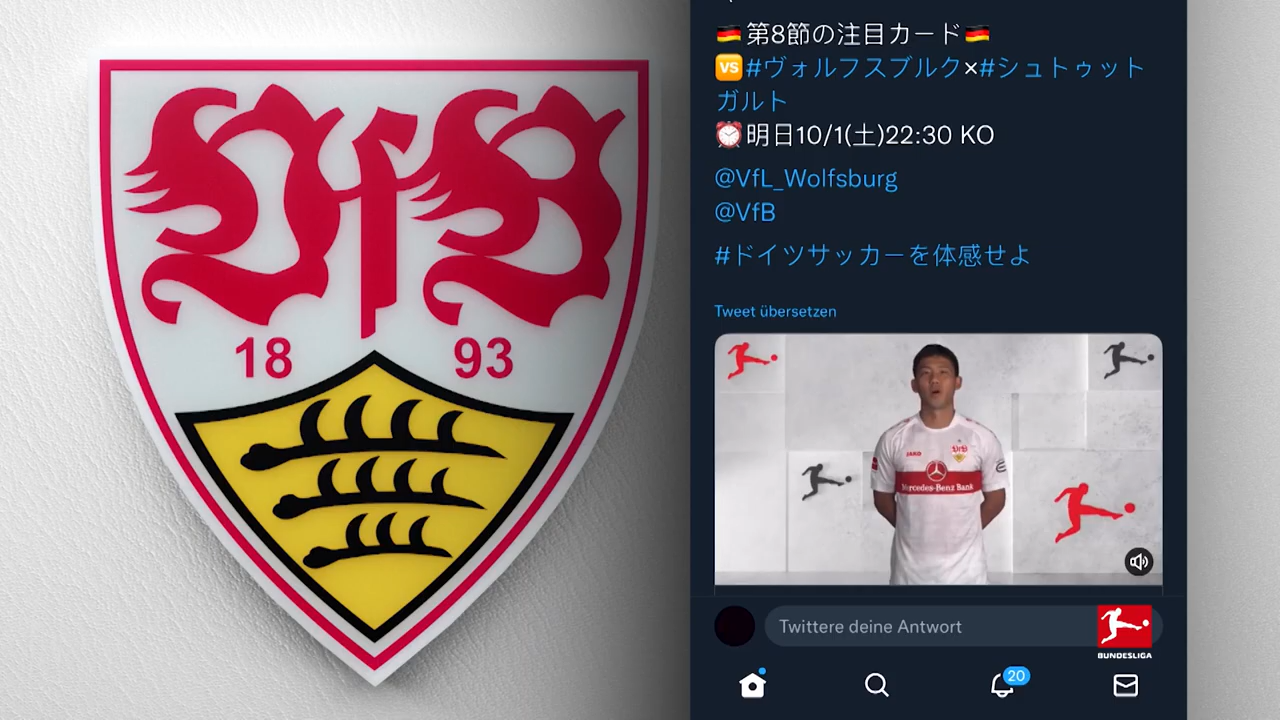 VfB
18 93
🇩🇪第8節の注目カード🇩🇪
🆚#ヴォルフスブルク×#シュトゥット
ガルト
⏰明日10/1(土)22:30 KO
@VfL_Wolfsburg
@VfB
#ドイツサッカーを体感せよ
Tweet übersetzen
JAKO
VfB
Mercedes-Benz Bank
Twittere deine Antwort
BUNDESLIGA
20